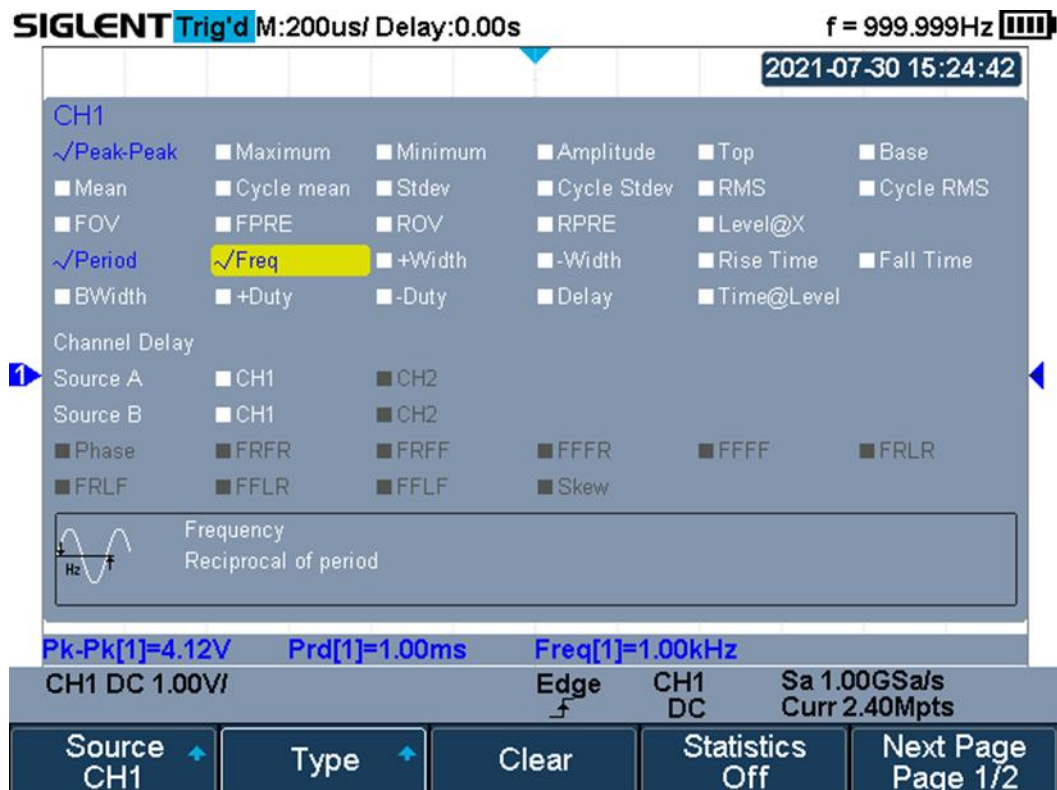 SIGLENT Trig'd M:200us/ Delay:0.00s f = 999.999Hz
2021-07-30 15:24:42
CH1
Peak-Peak Maximum Minimum Amplitude Top Base
Mean Cycle mean Stdev Cycle Stdev RMS Cycle RMS
FOV FPRE ROV RPRE Level@X
Period Freq +Width -Width Rise Time Fall Time
BWidth +Duty -Duty Delay Time@Level
Channel Delay
1
Source A CH1 CH2
Source B CH1 CH2
Phase FRFR FRFF FFFR FFFF FRLR
FRLF FFLR FFLF Skew
Frequency
Hz Reciprocal of period
Pk-Pk[1]=4.12V Prd[1]=1.00ms Freq[1]=1.00kHz
CH1 DC 1.00V/ Edge CH1 Sa 1.00GSa/s
DC Curr 2.40Mpts
Source Type Clear Statistics Next Page
CH1 Off Page 1/2